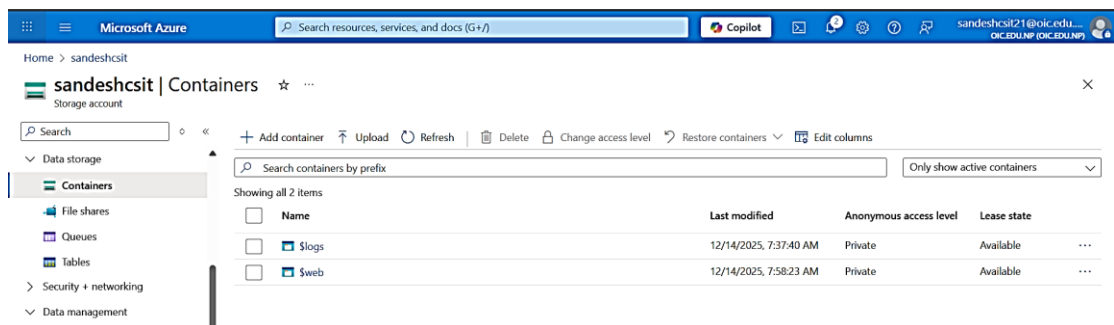 Microsoft Azure
Search resources, services, and docs (G+/)
Copilot
2
sandeshcsit21@oic.edu....
OIC.EDU.NP (OIC.EDU.NP)
Home > sandeshcsit
sandeshcsit | Containers
Storage account
Search
Add container Upload Refresh Delete Change access level Restore containers Edit columns
Data storage
Search containers by prefix
Only show active containers
Containers
Showing all 2 items
File shares
Name Last modified Anonymous access level Lease state
Queues
$logs 12/14/2025, 7:37:40 AM Private Available ...
Tables
$web 12/14/2025, 7:58:23 AM Private Available ...
Security + networking
Data management